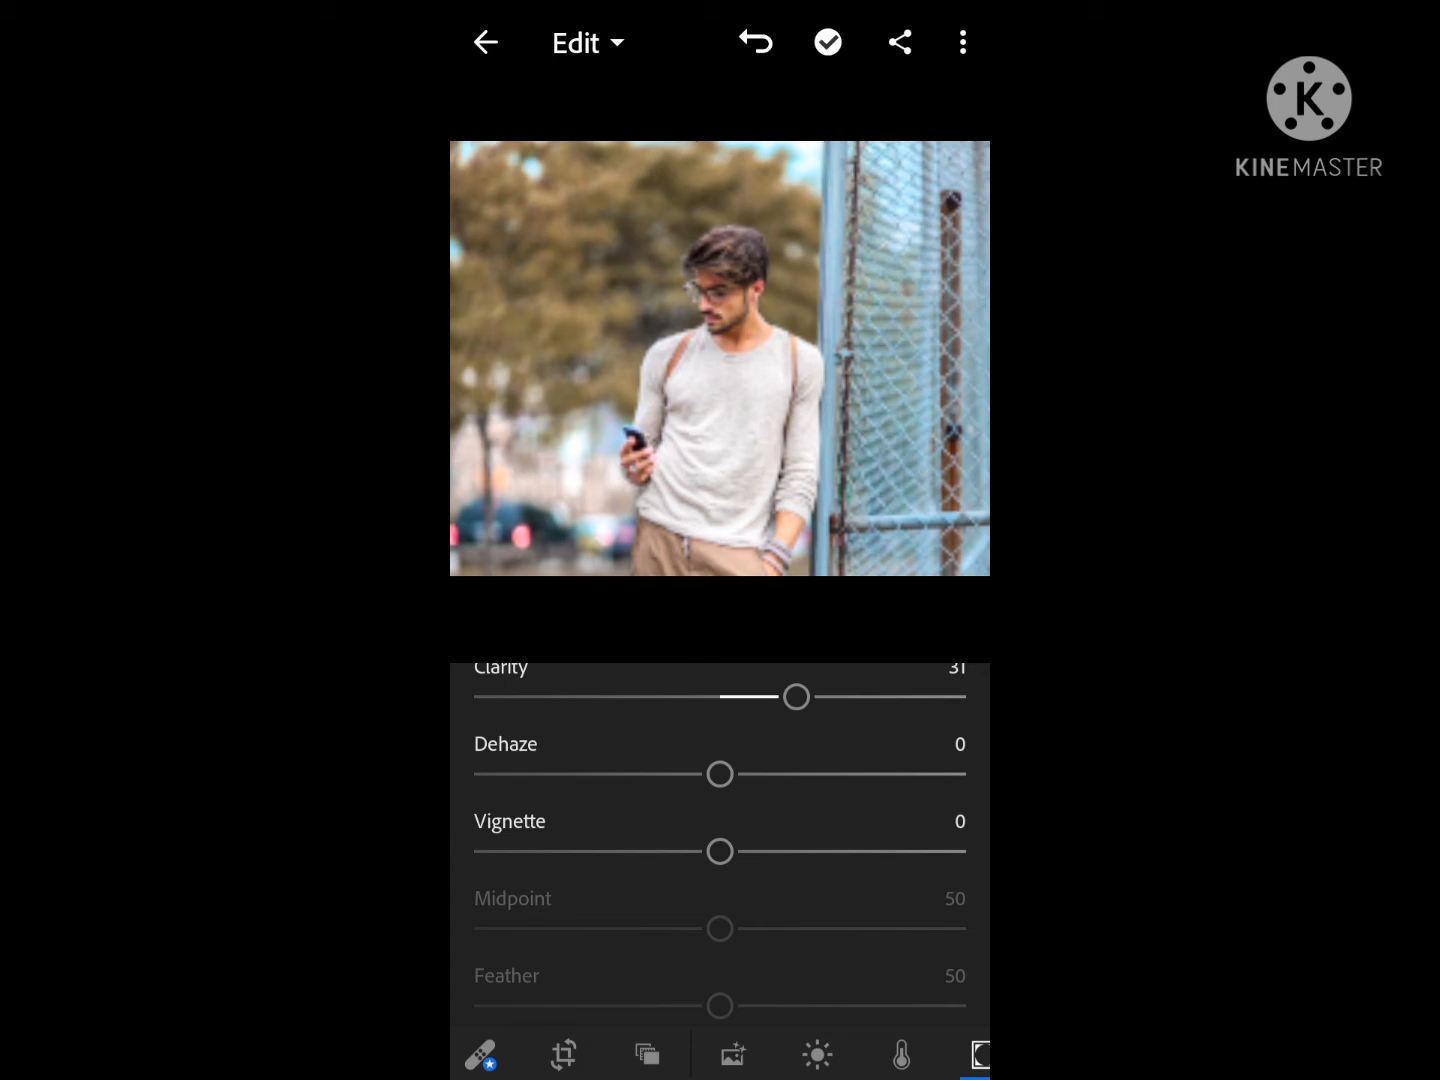 Edit
KINEMASTER
Clarity 31
Dehaze 0
Vignette 0
Midpoint 50
Feather 50